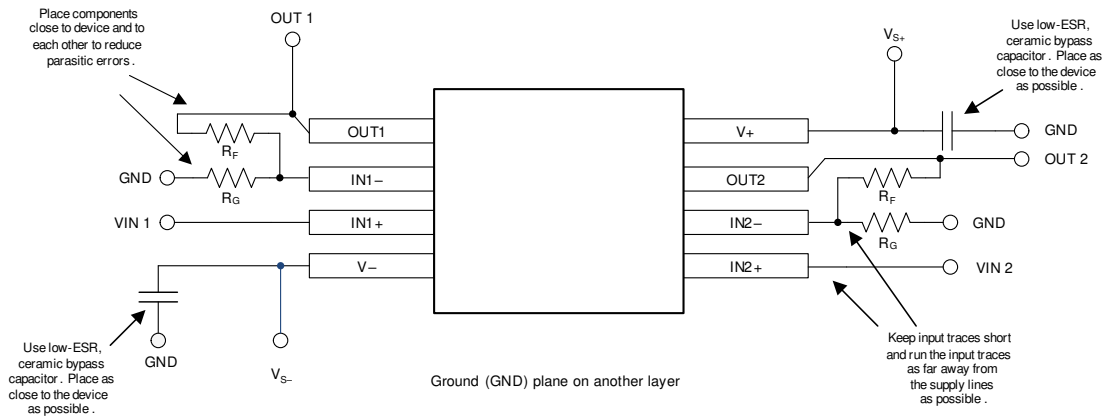 Place components
close to device and to
each other to reduce
parasitic errors .
OUT 1
VS+
Use low-ESR,
ceramic bypass
capacitor . Place as
close to the device
as possible .
OUT1
V+
GND
RF
OUT 2
GND
IN1−
OUT2
RG
RF
VIN 1
IN1+
IN2−
GND
RG
V−
IN2+
VIN 2
Use low-ESR,
ceramic bypass
capacitor . Place as
close to the device
as possible .
GND
VS−
Ground (GND) plane on another layer
Keep input traces short
and run the input traces
as far away from
the supply lines
as possible .